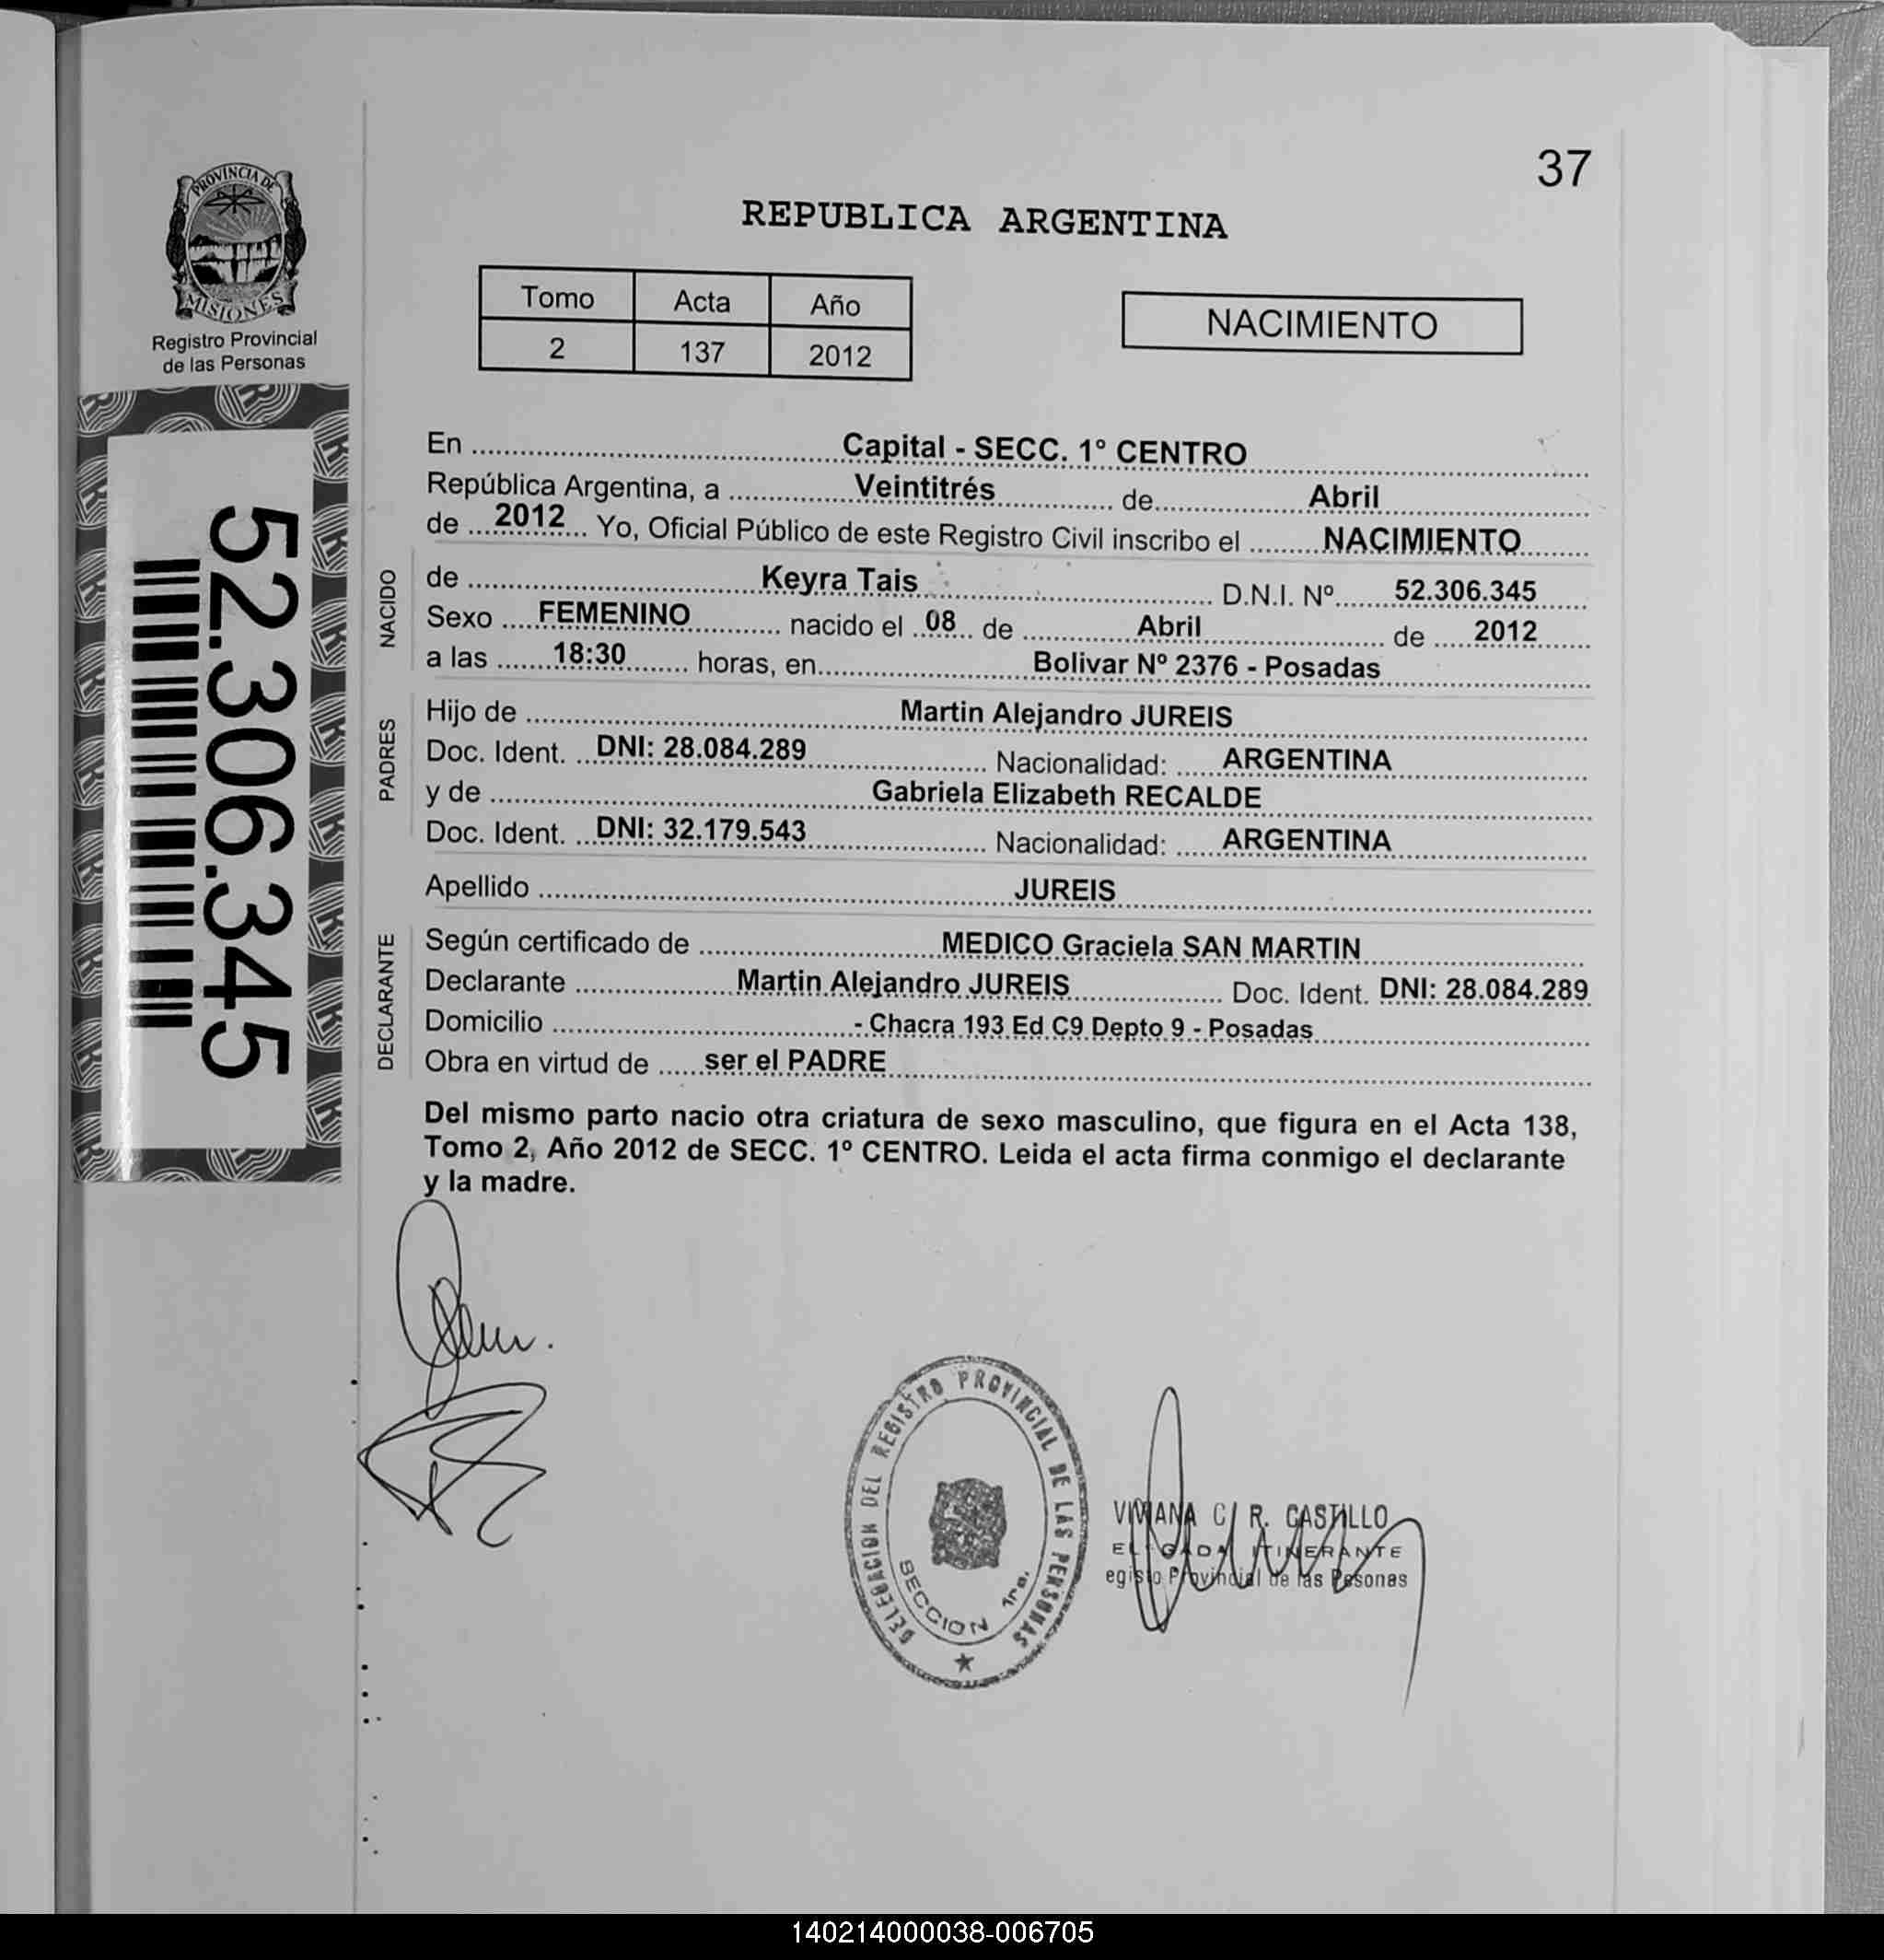 37
PROVINCIA DE
MISIONES
Registro Provincial
de las Personas
REPUBLICA ARGENTINA
Tomo Acta Año
2 137 2012
NACIMIENTO
52.306.345
En Capital - SECC. 1º CENTRO
República Argentina, a Veintitrés de Abril
de 2012 Yo, Oficial Público de este Registro Civil inscribo el NACIMIENTO
NACIDO
de Keyra Tais D.N.I. Nº 52.306.345
Sexo FEMENINO nacido el 08 de Abril de 2012
a las 18:30 horas, en Bolivar Nº 2376 - Posadas
PADRES
Hijo de Martin Alejandro JUREIS
Doc. Ident. DNI: 28.084.289 Nacionalidad: ARGENTINA
y de Gabriela Elizabeth RECALDE
Doc. Ident. DNI: 32.179.543 Nacionalidad: ARGENTINA
Apellido JUREIS
DECLARANTE
Según certificado de MEDICO Graciela SAN MARTIN
Declarante Martin Alejandro JUREIS Doc. Ident. DNI: 28.084.289
Domicilio - Chacra 193 Ed C9 Depto 9 - Posadas
Obra en virtud de ser el PADRE
Del mismo parto nacio otra criatura de sexo masculino, que figura en el Acta 138,
Tomo 2, Año 2012 de SECC. 1º CENTRO. Leida el acta firma conmigo el declarante
y la madre.
DELEGACION DEL REGISTRO PROVINCIAL DE LAS PERSONAS
SECCION 1ra.
VIVIANA C. R. CASTILLO
ITINERANTE
Provincial de las
140214000038-006705